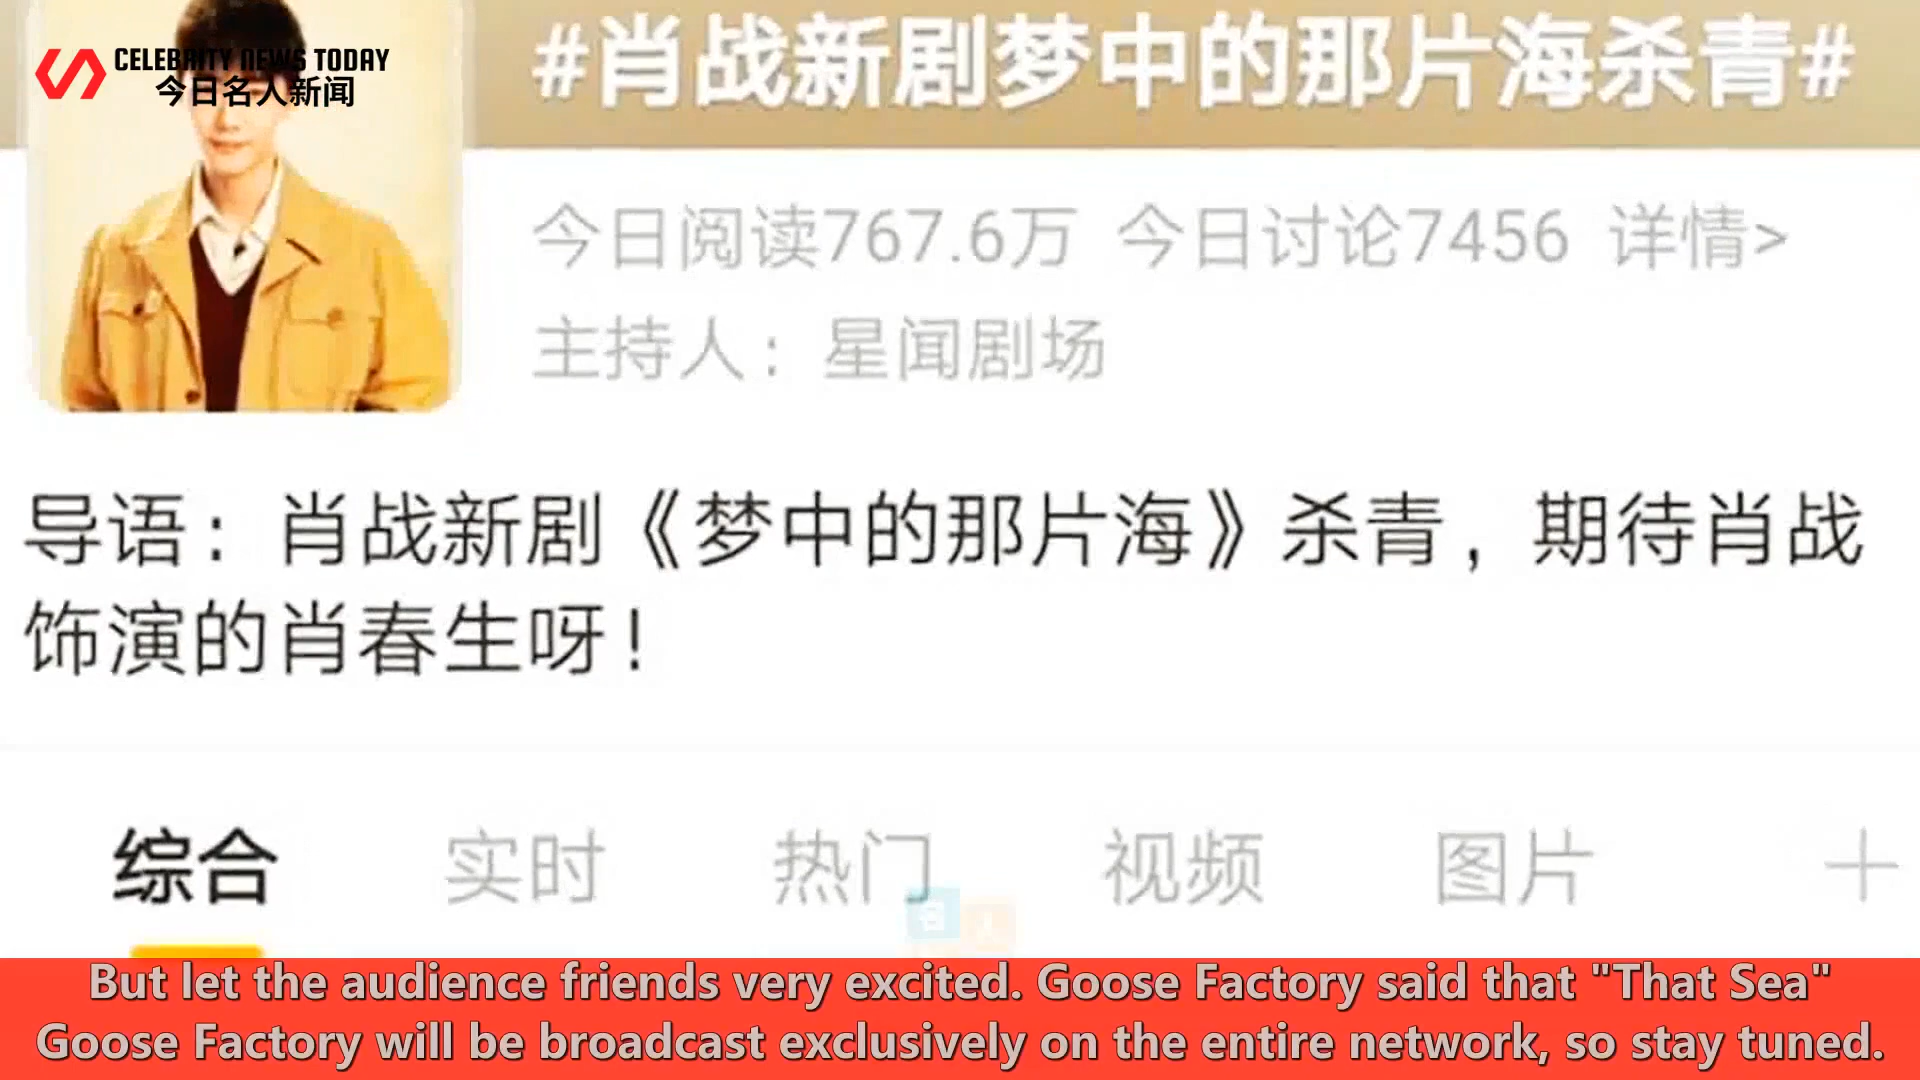 CELEBRITY NEWS TODAY
今日名人新闻
#肖战新剧梦中的那片海杀青#
今日阅读767.6万 今日讨论7456 详情>
主持人：星闻剧场
导语：肖战新剧《梦中的那片海》杀青，期待肖战
饰演的肖春生呀！
综合 实时 热门 视频 图片 +
名人
But let the audience friends very excited. Goose Factory said that "That Sea"
Goose Factory will be broadcast exclusively on the entire network, so stay tuned.